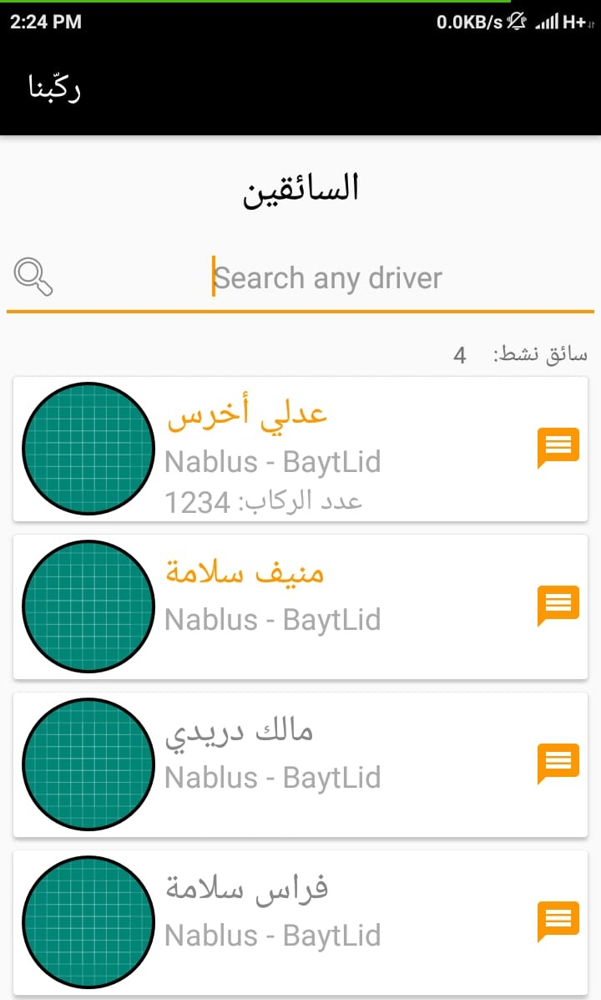 2:24 PM 0.0KB/s H+
ركّبنا
السائقين
Search any driver
سائق نشط: 4
عدلي أخرس
Nablus - BaytLid
عدد الركاب: 1234
منيف سلامة
Nablus - BaytLid
مالك دريدي
Nablus - BaytLid
فراس سلامة
Nablus - BaytLid